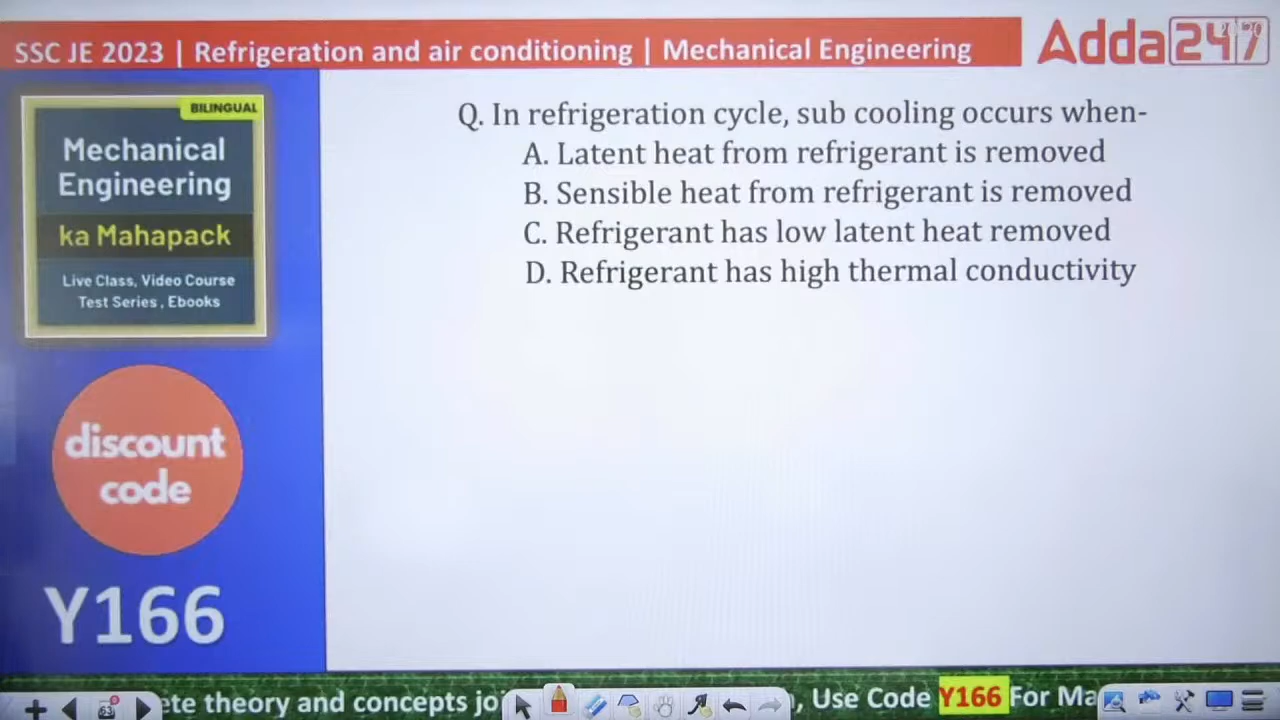 SSC JE 2023 | Refrigeration and air conditioning | Mechanical Engineering
Adda 247
BILINGUAL
Mechanical
Engineering
ka Mahapack
Live Class, Video Course
Test Series , Ebooks
discount
code
Y166
Q. In refrigeration cycle, sub cooling occurs when-
A. Latent heat from refrigerant is removed
B. Sensible heat from refrigerant is removed
C. Refrigerant has low latent heat removed
D. Refrigerant has high thermal conductivity
ete theory and concepts joi , Use Code Y166 For Ma